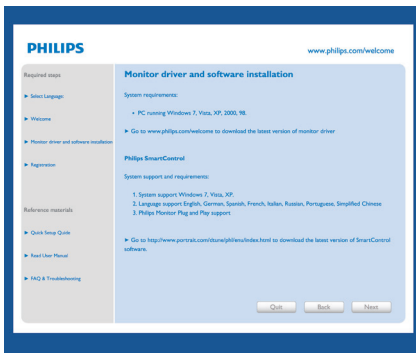 PHILIPS
www.philips.com/welcome
Required steps
► Select Language:
► Welcome
► Monitor driver and software installation
► Registration
Reference materials
► Quick Setup Guide
► Read User Manual
► FAQ & Troubleshooting
Monitor driver and software installation
System requirements:
• PC running Windows 7, Vista, XP, 2000, 98.
► Go to www.philips.com/welcome to download the latest version of monitor driver
Philips SmartControl
System support and requirements:
1. System support Windows 7, Vista, XP.
2. Language support English, German, Spanish, French, Italian, Russian, Portuguese, Simplified Chinese
3. Philips Monitor Plug and Play support
► Go to http://www.portrait.com/dtune/phl/enu/index.html to download the latest version of SmartControl
software.
Quit
Back
Next